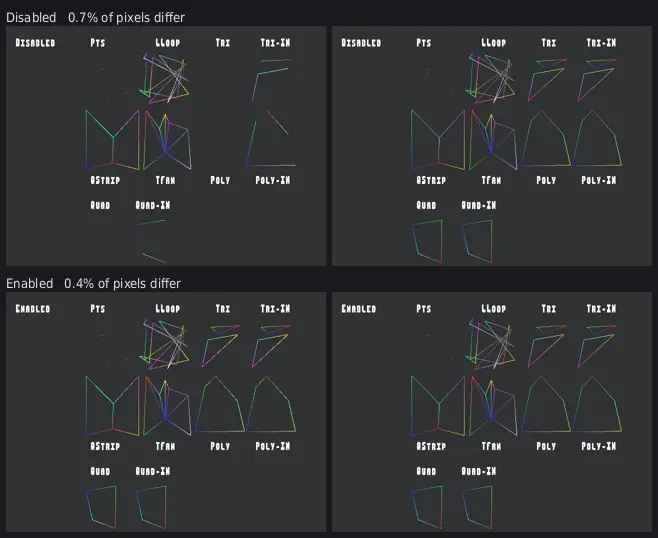 Disabled 0.7% of pixels differ
DISABLED PTS LLOOP TRI TRI-IN DISABLED PTS LLOOP TRI TRI-IN
QSTRIP TFAN POLY POLY-IN QSTRIP TFAN POLY POLY-IN
QUAD QUAD-IN QUAD QUAD-IN
Enabled 0.4% of pixels differ
ENABLED PTS LLOOP TRI TRI-IN ENABLED PTS LLOOP TRI TRI-IN
QSTRIP TFAN POLY POLY-IN QSTRIP TFAN POLY POLY-IN
QUAD QUAD-IN QUAD QUAD-IN